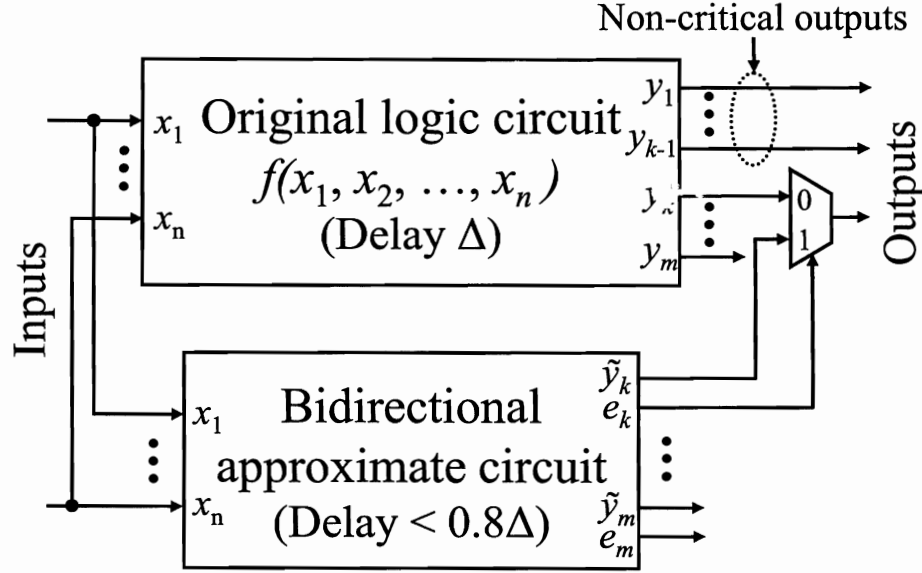 Non-critical outputs
Original logic circuit
f(x₁, x₂, …, xₙ)
(Delay Δ)
x₁
xₙ
y₁
yₖ₋₁
yₘ
0
1
Outputs
Inputs
Bidirectional
approximate circuit
(Delay < 0.8Δ)
x₁
xₙ
ỹₖ
eₖ
ỹₘ
eₘ